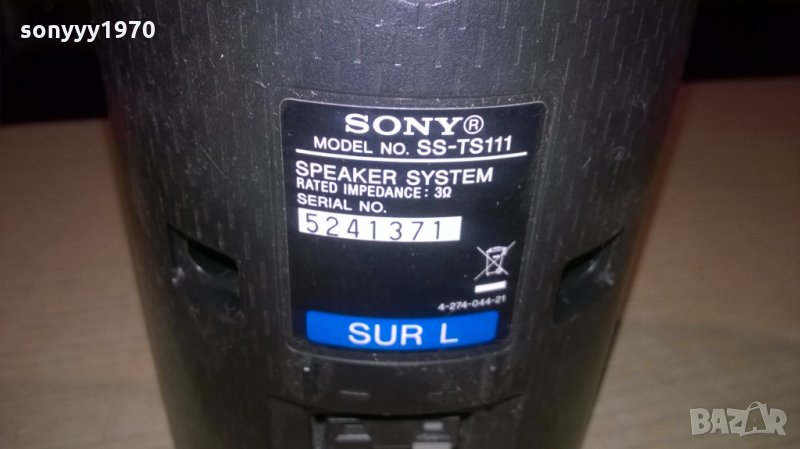 sonyyy1970
SONY®
MODEL NO. SS-TS111
SPEAKER SYSTEM
RATED IMPEDANCE: 3Ω
SERIAL NO.
5241371
4-274-044-21
SUR L
BAZAR